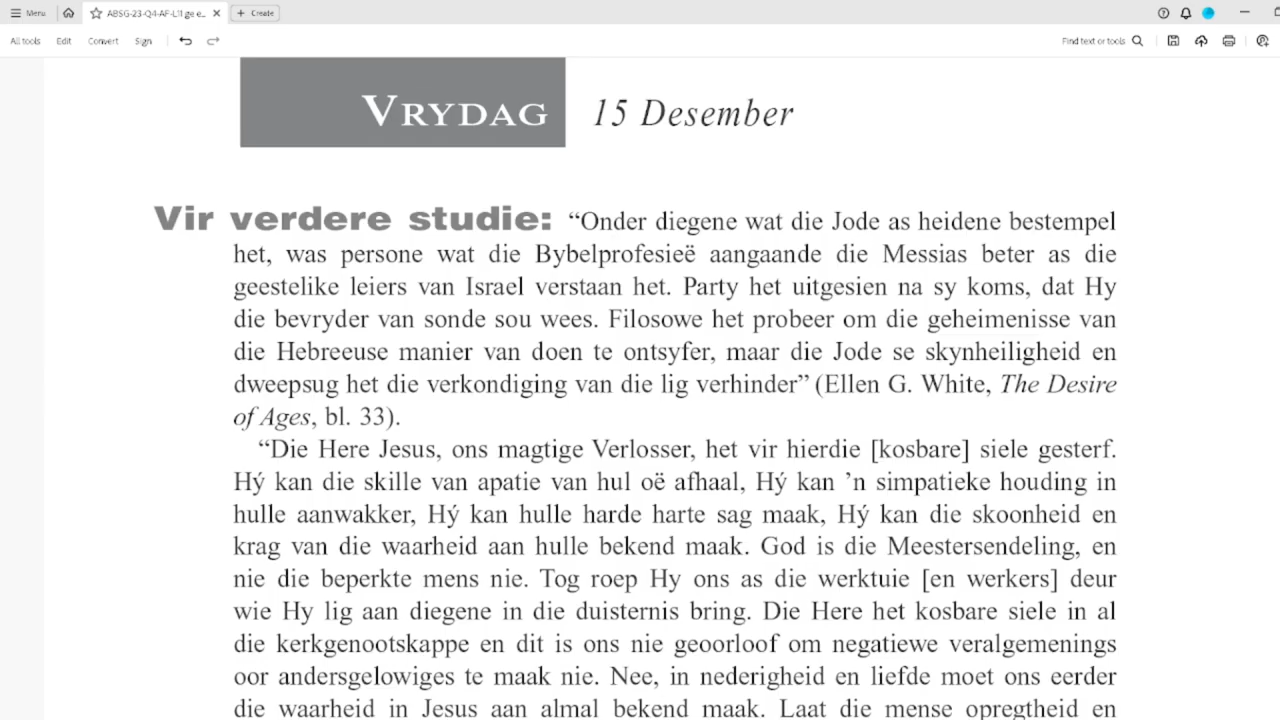 Menu
ABSG-23-Q4-AF-L11 ge e...
Create
All tools
Edit
Convert
Sign
Find text or tools
VRYDAG 15 Desember
Vir verdere studie: “Onder diegene wat die Jode as heidene bestempel
het, was persone wat die Bybelprofesieë aangaande die Messias beter as die
geestelike leiers van Israel verstaan het. Party het uitgesien na sy koms, dat Hy
die bevryder van sonde sou wees. Filosowe het probeer om die geheimenisse van
die Hebreeuse manier van doen te ontsyfer, maar die Jode se skynheiligheid en
dweepsug het die verkondiging van die lig verhinder” (Ellen G. White, The Desire
of Ages, bl. 33).
“Die Here Jesus, ons magtige Verlosser, het vir hierdie [kosbare] siele gesterf.
Hý kan die skille van apatie van hul oë afhaal, Hý kan ’n simpatieke houding in
hulle aanwakker, Hý kan hulle harde harte sag maak, Hý kan die skoonheid en
krag van die waarheid aan hulle bekend maak. God is die Meestersendeling, en
nie die beperkte mens nie. Tog roep Hy ons as die werktuie [en werkers] deur
wie Hy lig aan diegene in die duisternis bring. Die Here het kosbare siele in al
die kerkgenootskappe en dit is ons nie geoorloof om negatiewe veralgemenings
oor andersgelowiges te maak nie. Nee, in nederigheid en liefde moet ons eerder
die waarheid in Jesus aan almal bekend maak. Laat die mense opregtheid en